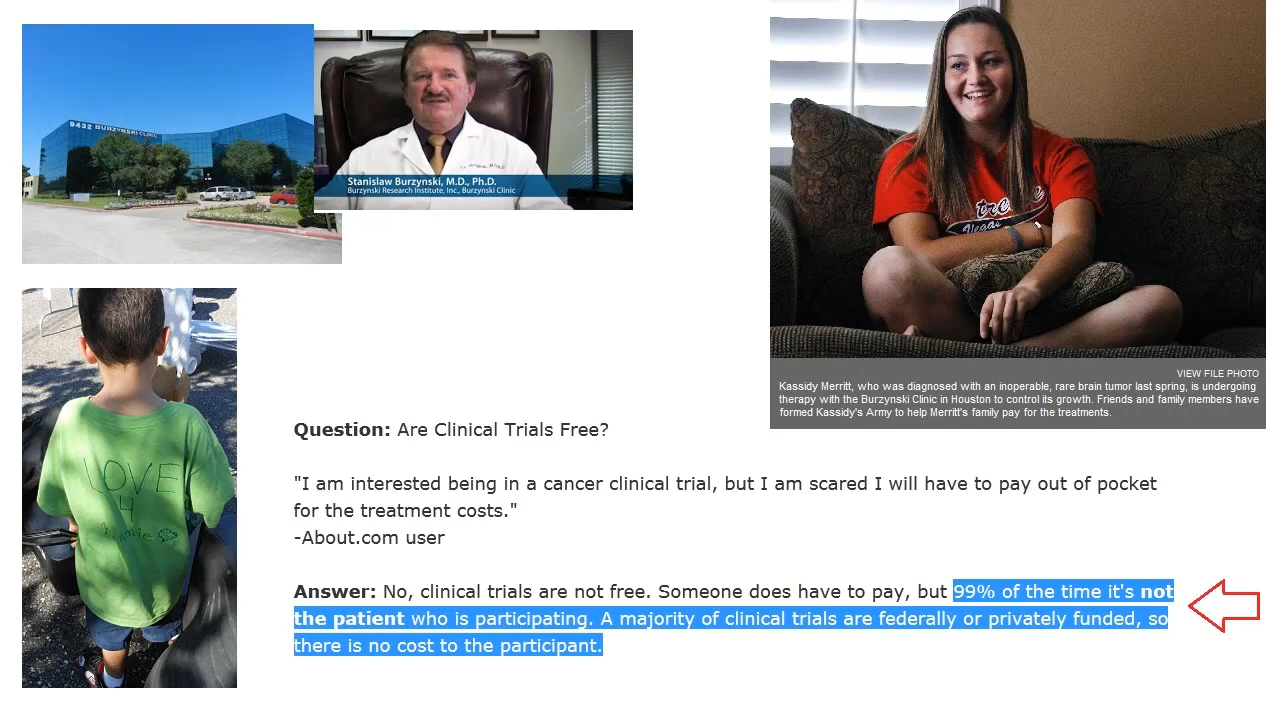 9432 BURZYNSKI CLINIC
Stanislaw Burzynski, M.D., Ph.D.
Burzynski Research Institute, Inc., Burzynski Clinic
Vegas
VIEW FILE PHOTO
Kassidy Merritt, who was diagnosed with an inoperable, rare brain tumor last spring, is undergoing
therapy with the Burzynski Clinic in Houston to control its growth. Friends and family members have
formed Kassidy's Army to help Merritt's family pay for the treatments.
LOVE
4
Question: Are Clinical Trials Free?
"I am interested being in a cancer clinical trial, but I am scared I will have to pay out of pocket
for the treatment costs."
-About.com user
Answer: No, clinical trials are not free. Someone does have to pay, but 99% of the time it's not
the patient who is participating. A majority of clinical trials are federally or privately funded, so
there is no cost to the participant.